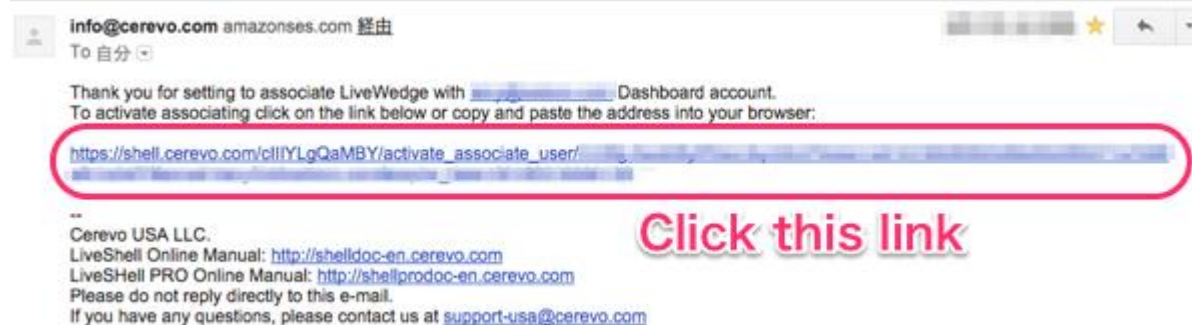 info@cerevo.com amazonses.com 経由
To 自分
Thank you for setting to associate LiveWedge with Dashboard account.
To activate associating click on the link below or copy and paste the address into your browser:
https://shell.cerevo.com/clIIYLgQaMBY/activate_associate_user/
--
Cerevo USA LLC.
Click this link
LiveShell Online Manual: http://shelldoc-en.cerevo.com
LiveSHell PRO Online Manual: http://shellprodoc-en.cerevo.com
Please do not reply directly to this e-mail.
If you have any questions, please contact us at support-usa@cerevo.com